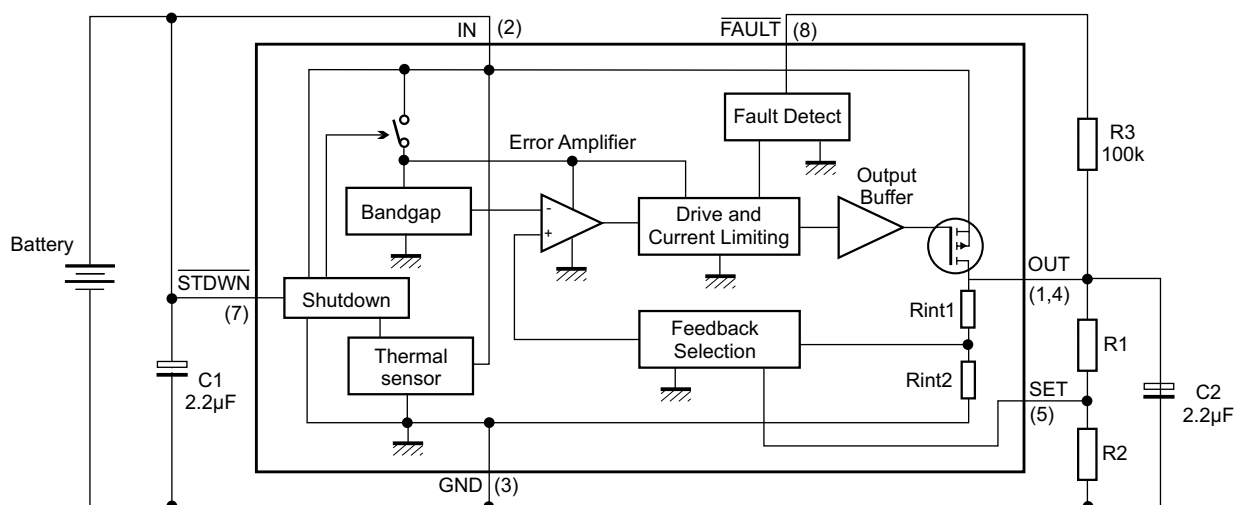 IN (2)
FAULT (8)
Fault Detect
R3
100k
Error Amplifier
Output
Buffer
Bandgap
-
+
Drive and
Current Limiting
Battery
STDWN
(7)
Shutdown
OUT
(1,4)
Rint1
Feedback
Selection
R1
Thermal
sensor
C1
2.2µF
Rint2
SET
(5)
C2
2.2µF
R2
GND (3)